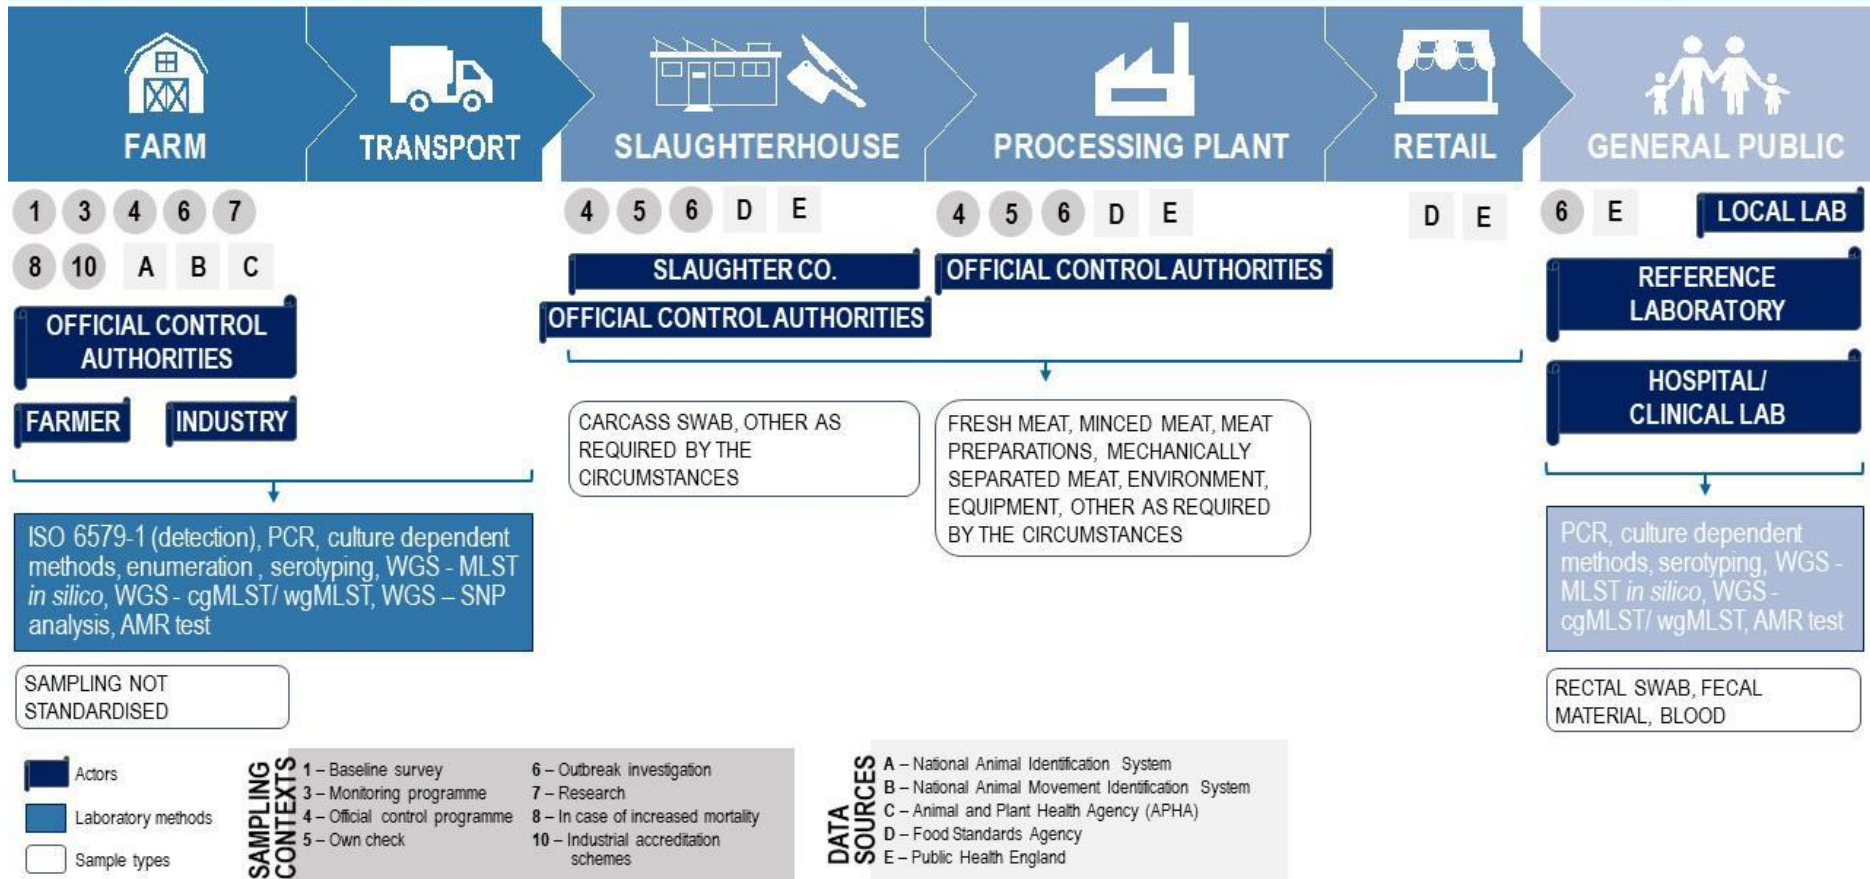 FARM
TRANSPORT
SLAUGHTERHOUSE
PROCESSING PLANT
RETAIL
GENERAL PUBLIC
1 3 4 6 7
8 10 A B C
OFFICIAL CONTROL
AUTHORITIES
FARMER
INDUSTRY
ISO 6579-1 (detection), PCR, culture dependent
methods, enumeration , serotyping, WGS - MLST
in silico, WGS - cgMLST/ wgMLST, WGS – SNP
analysis, AMR test
SAMPLING NOT
STANDARDISED
4 5 6 D E
SLAUGHTER CO.
OFFICIAL CONTROL AUTHORITIES
CARCASS SWAB, OTHER AS
REQUIRED BY THE
CIRCUMSTANCES
4 5 6 D E
OFFICIAL CONTROL AUTHORITIES
FRESH MEAT, MINCED MEAT, MEAT
PREPARATIONS, MECHANICALLY
SEPARATED MEAT, ENVIRONMENT,
EQUIPMENT, OTHER AS REQUIRED
BY THE CIRCUMSTANCES
D E
6 E
LOCAL LAB
REFERENCE
LABORATORY
HOSPITAL/
CLINICAL LAB
PCR, culture dependent
methods, serotyping, WGS -
MLST in silico, WGS -
cgMLST/ wgMLST, AMR test
RECTAL SWAB, FECAL
MATERIAL, BLOOD
Actors
Laboratory methods
Sample types
SAMPLING
CONTEXTS
1 – Baseline survey
3 – Monitoring programme
4 – Official control programme
5 – Own check
6 – Outbreak investigation
7 – Research
8 – In case of increased mortality
10 – Industrial accreditation
schemes
DATA
SOURCES
A – National Animal Identification System
B – National Animal Movement Identification System
C – Animal and Plant Health Agency (APHA)
D – Food Standards Agency
E – Public Health England